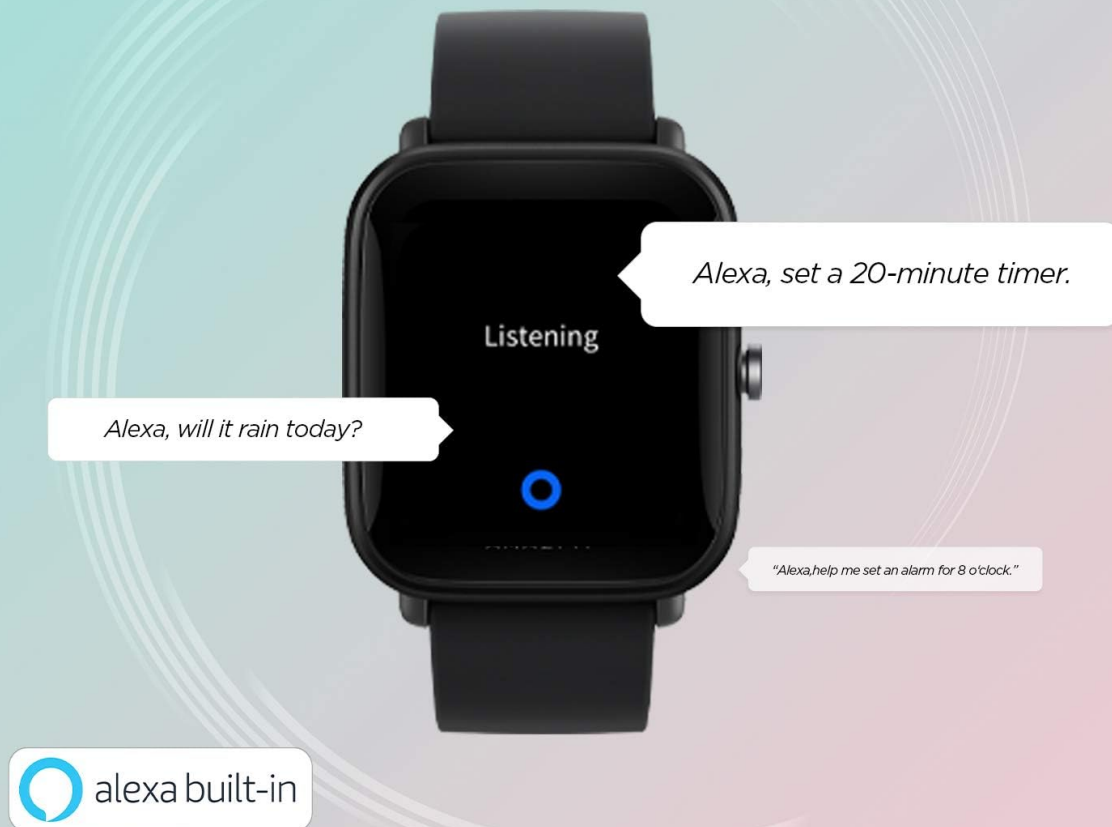 Alexa, set a 20-minute timer.
Listening
Alexa, will it rain today?
"Alexa,help me set an alarm for 8 o'clock."
alexa built-in